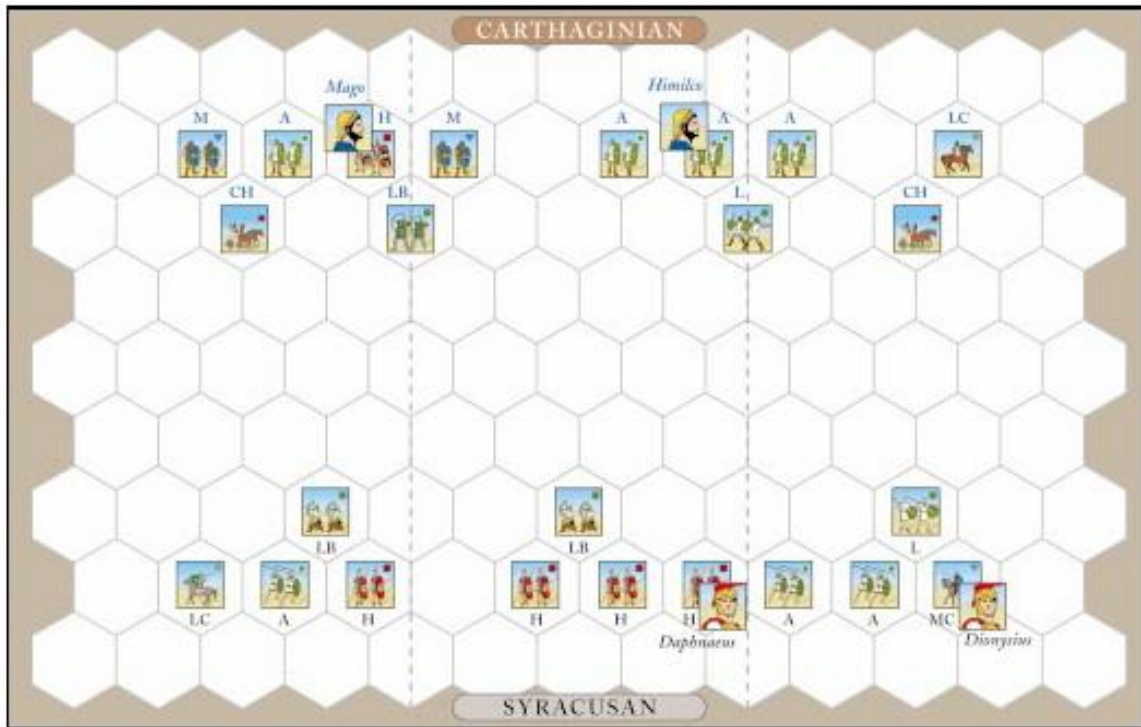 CARTHAGINIAN
Mago
Himilco
M A H M A A A LC
CH LB L CH
LB LB L
LC A H H H H A A MC
Daphnaeus Dionysius
SYRACUSAN